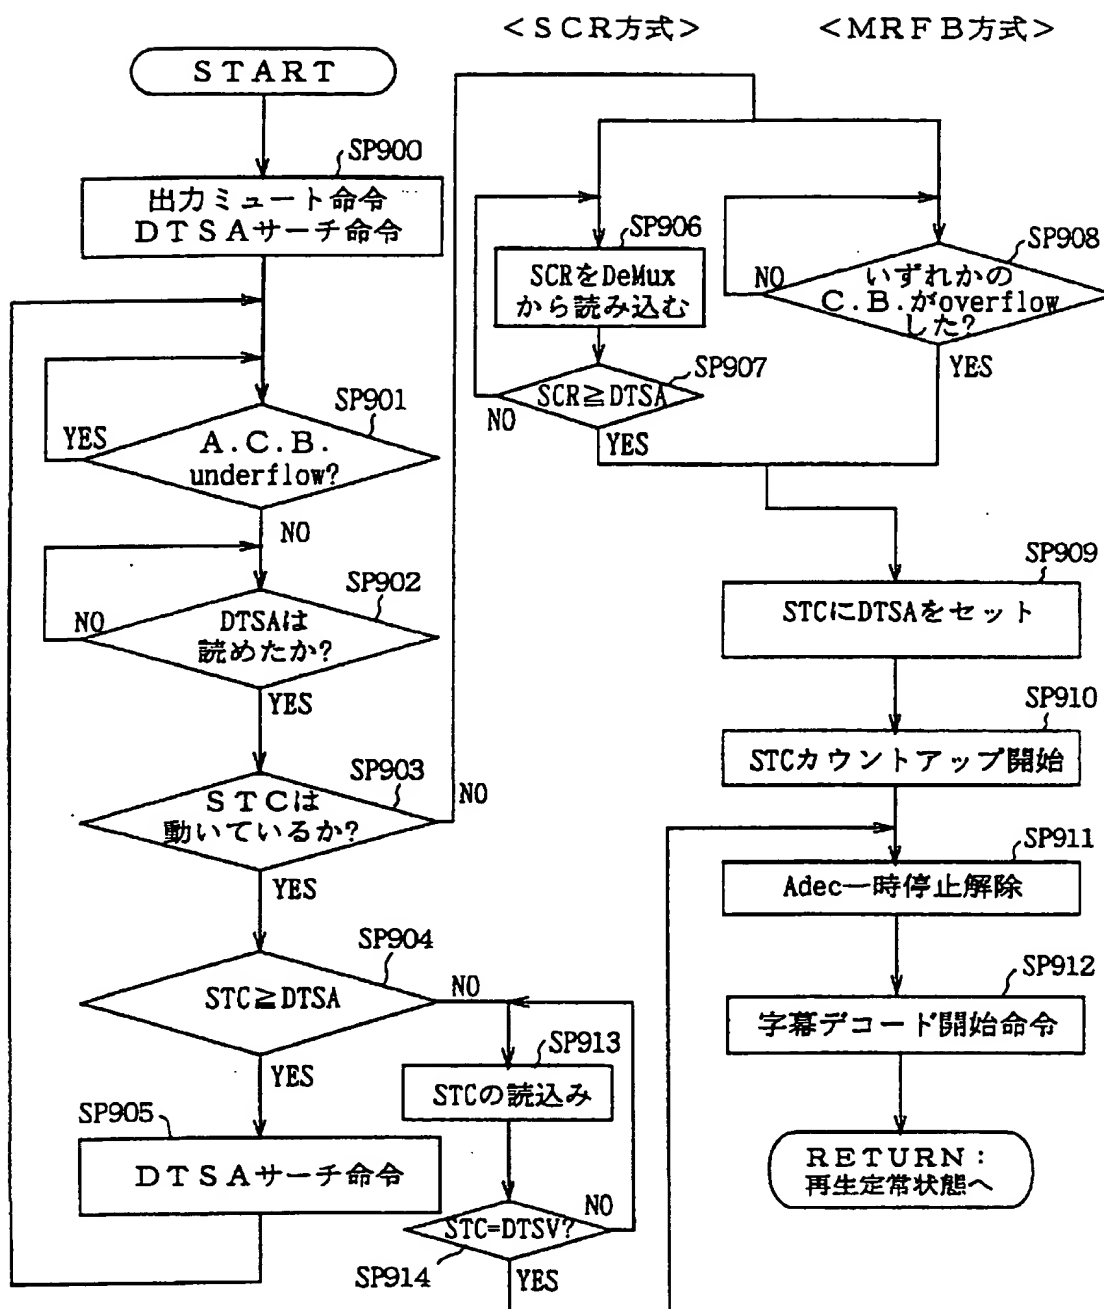 <SCR方式>
<MRFB方式>
START
SP900
出力ミュート命令
DTSAサーチ命令
SP901
A.C.B.
underflow?
YES
NO
SP902
DTSAは
読めたか?
NO
YES
SP903
STCは
動いているか?
NO
YES
SP904
STC≧DTSA
NO
YES
SP905
DTSAサーチ命令
SP913
STCの読込み
SP914
STC=DTSV?
NO
YES
SP906
SCRをDeMux
から読み込む
SP907
SCR≧DTSA
NO
YES
SP908
いずれかの
C.B.がoverflow
した?
NO
YES
SP909
STCにDTSAをセット
SP910
STCカウントアップ開始
SP911
Adec一時停止解除
SP912
字幕デコード開始命令
RETURN:
再生定常状態へ